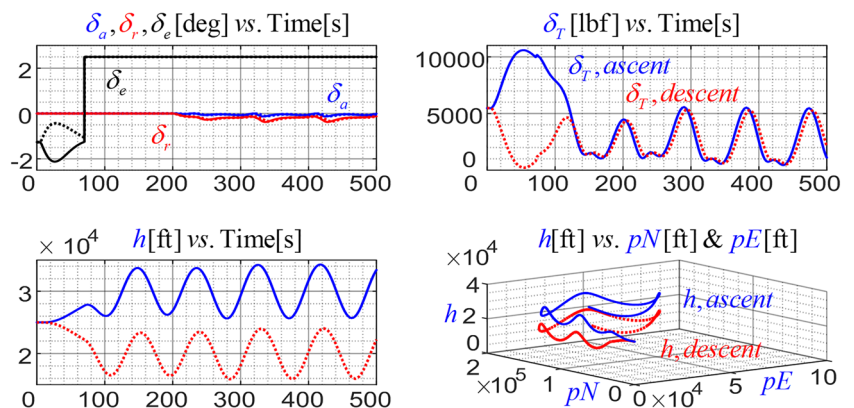 δa, δr, δe [deg] vs. Time[s]
2
0
-2
δe
δa
δr
0 100 200 300 400 500
δT [lbf] vs. Time[s]
10000
5000
0
δT, ascent
δT, descent
0 100 200 300 400 500
h[ft] vs. Time[s]
× 10^4
3
2
0 100 200 300 400 500
h[ft] vs. pN[ft] & pE[ft]
×10^4
4
2
0
h
h, ascent
h, descent
2
1
0
×10^5
pN
0
5
10
×10^4
pE